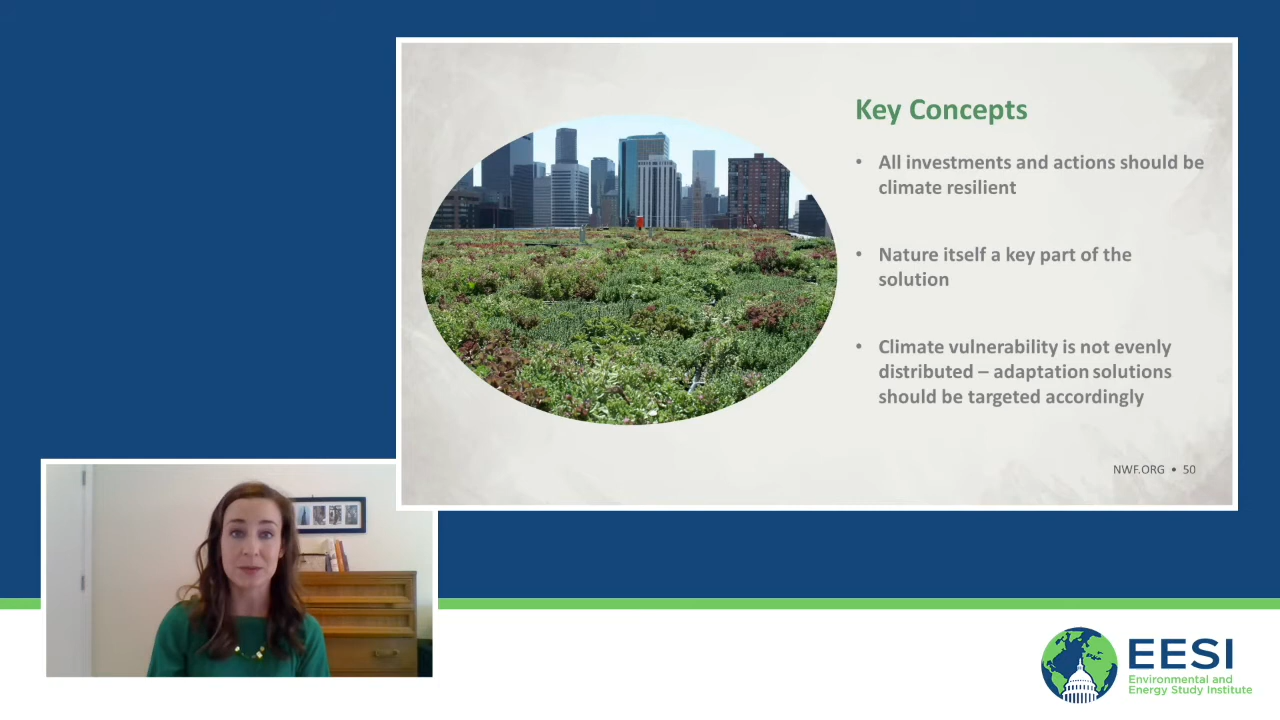 Key Concepts
• All investments and actions should be
climate resilient
• Nature itself a key part of the
solution
• Climate vulnerability is not evenly
distributed – adaptation solutions
should be targeted accordingly
NWF.ORG • 50
EESI
Environmental and
Energy Study Institute